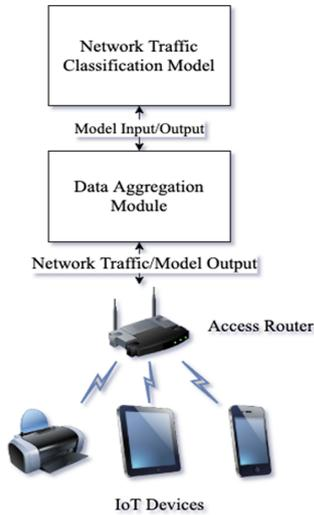 Network Traffic
Classification Model
Model Input/Output
Data Aggregation
Module
Network Traffic/Model Output
Access Router
IoT Devices